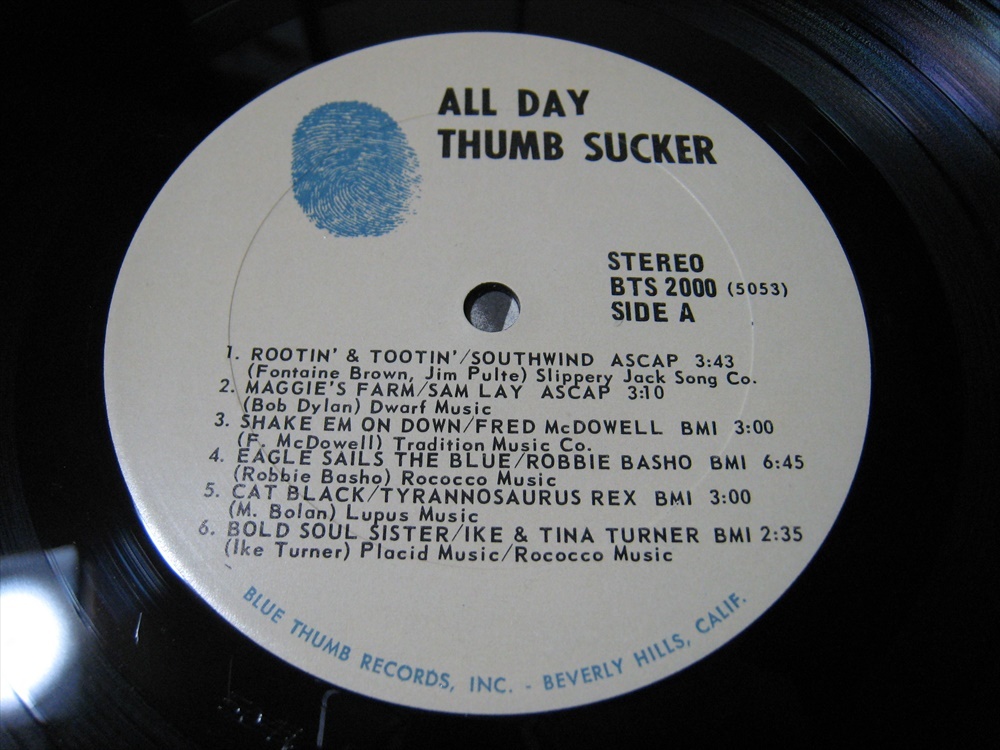 ALL DAY
THUMB SUCKER
STEREO
BTS 2000 (5053)
SIDE A
1. ROOTIN' & TOOTIN'/SOUTHWIND ASCAP 3:43
(Fontaine Brown, Jim Pulte) Slippery Jack Song Co.
2. MAGGIE'S FARM/SAM LAY ASCAP 3:10
(Bob Dylan) Dwarf Music
3. SHAKE EM ON DOWN/FRED McDOWELL BMI 3:00
(F. McDowell) Tradition Music Co.
4. EAGLE SAILS THE BLUE/ROBBIE BASHO BMI 6:45
(Robbie Basho) Rococco Music
5. CAT BLACK/TYRANNOSAURUS REX BMI 3:00
(M. Bolan) Lupus Music
6. BOLD SOUL SISTER/IKE & TINA TURNER BMI 2:35
(Ike Turner) Placid Music/Rococco Music
BLUE THUMB RECORDS, INC. - BEVERLY HILLS, CALIF.